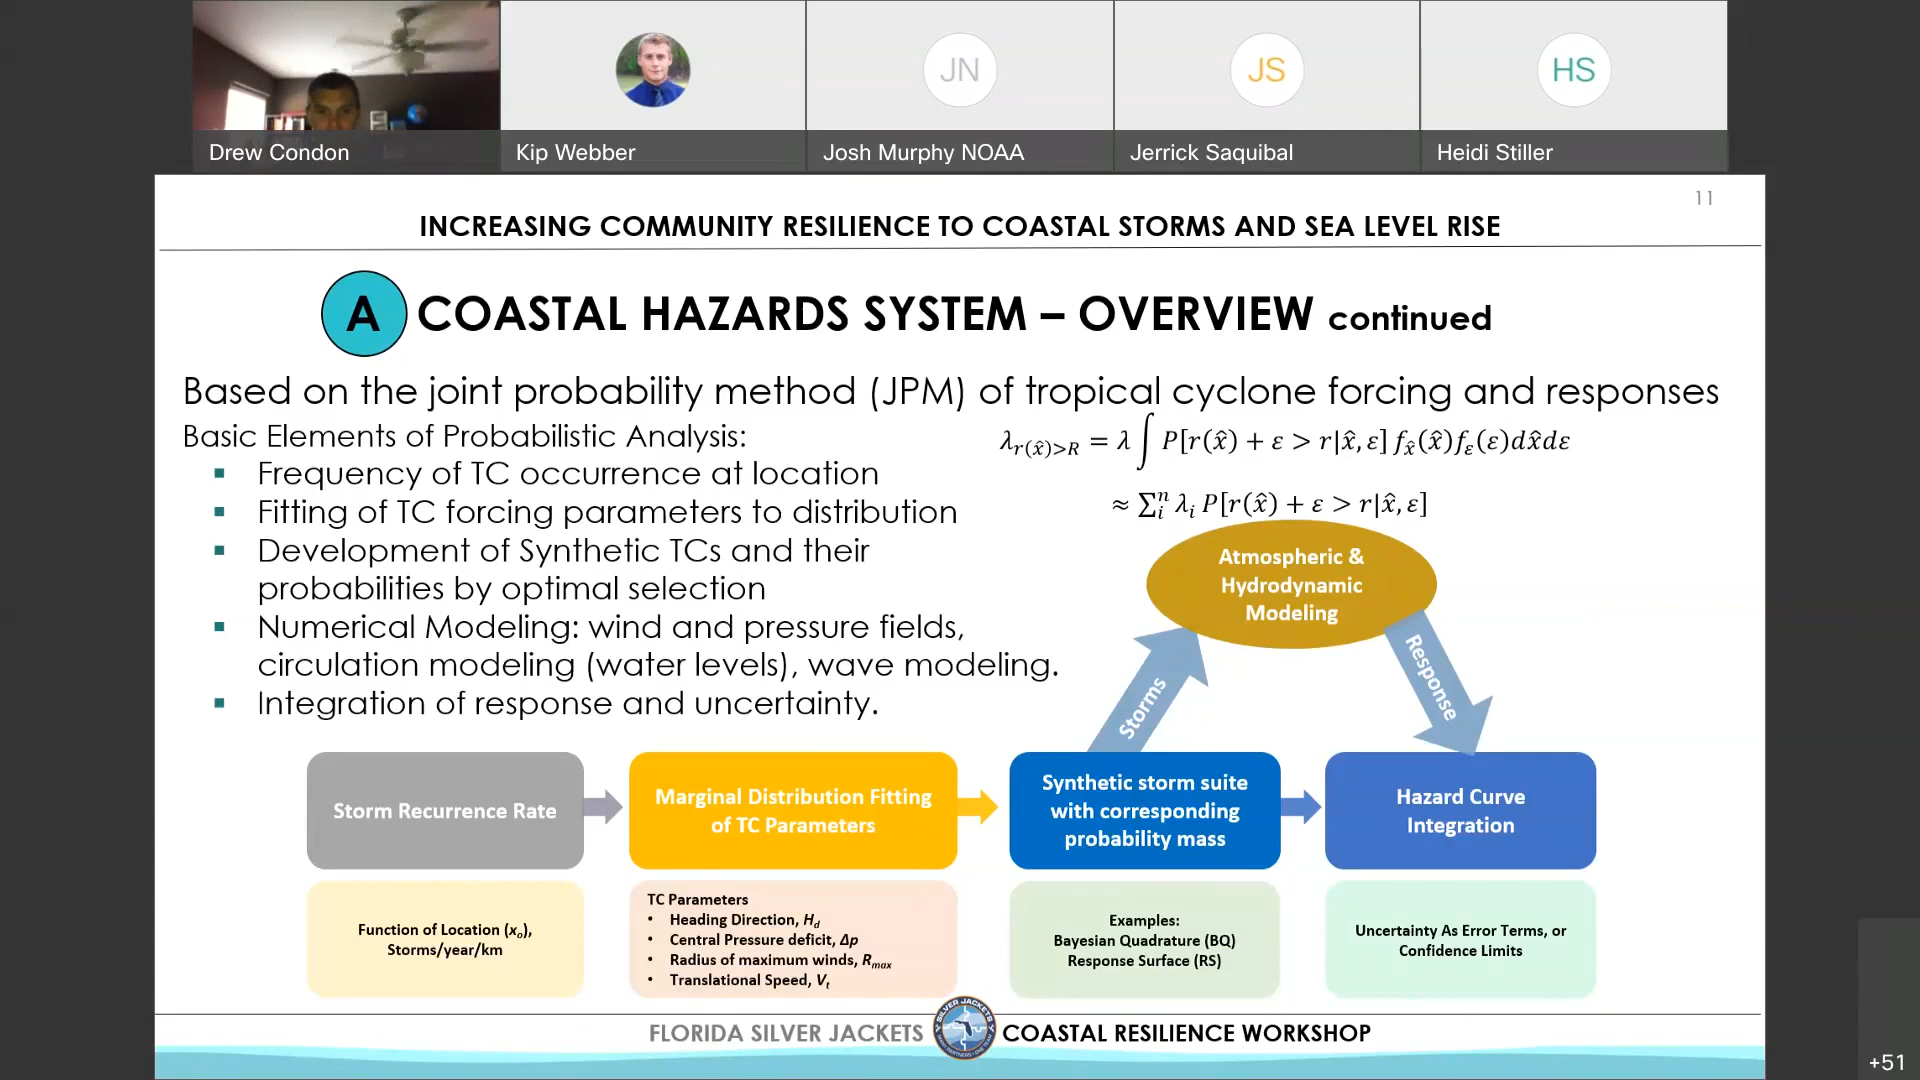 JN
JS
HS
Drew Condon
Kip Webber
Josh Murphy NOAA
Jerrick Saquibal
Heidi Stiller
11
INCREASING COMMUNITY RESILIENCE TO COASTAL STORMS AND SEA LEVEL RISE
A COASTAL HAZARDS SYSTEM – OVERVIEW continued
Based on the joint probability method (JPM) of tropical cyclone forcing and responses
Basic Elements of Probabilistic Analysis:
▪ Frequency of TC occurrence at location
▪ Fitting of TC forcing parameters to distribution
▪ Development of Synthetic TCs and their
probabilities by optimal selection
▪ Numerical Modeling: wind and pressure fields,
circulation modeling (water levels), wave modeling.
▪ Integration of response and uncertainty.
λ_{r(x̂)>R} = λ ∫ P[r(x̂) + ε > r|x̂, ε] f_{x̂}(x̂)f_ε(ε)dx̂dε
≈ ∑_i^n λ_i P[r(x̂) + ε > r|x̂, ε]
Atmospheric &
Hydrodynamic
Modeling
Storms
Response
Storm Recurrence Rate
Marginal Distribution Fitting
of TC Parameters
Synthetic storm suite
with corresponding
probability mass
Hazard Curve
Integration
Function of Location (x_o),
Storms/year/km
TC Parameters
• Heading Direction, H_d
• Central Pressure deficit, Δp
• Radius of maximum winds, R_max
• Translational Speed, V_t
Examples:
Bayesian Quadrature (BQ)
Response Surface (RS)
Uncertainty As Error Terms, or
Confidence Limits
FLORIDA SILVER JACKETS
SILVER JACKETS
COASTAL RESILIENCE WORKSHOP
+51